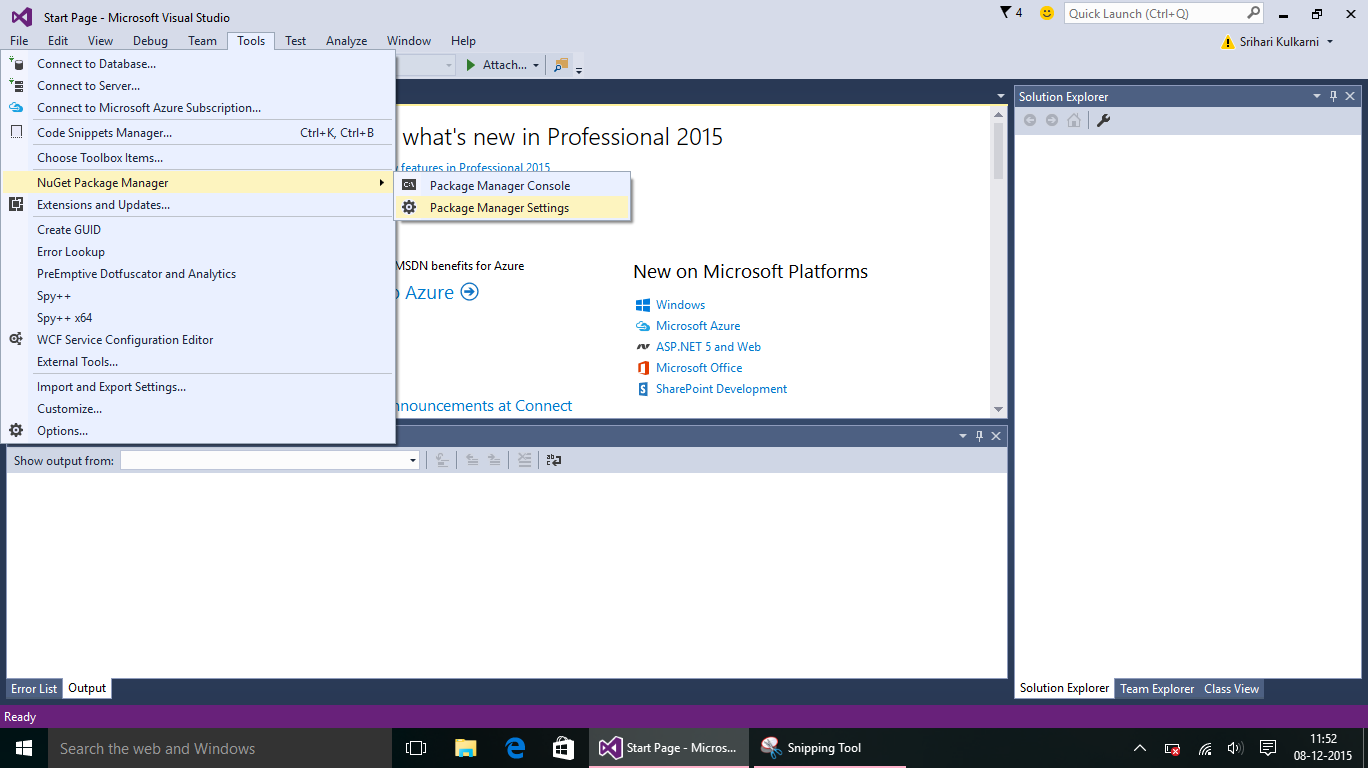 Start Page - Microsoft Visual Studio
4
Quick Launch (Ctrl+Q)
File Edit View Debug Team Tools Test Analyze Window Help
Srihari Kulkarni
Attach...
Connect to Database...
Connect to Server...
Connect to Microsoft Azure Subscription...
Code Snippets Manager... Ctrl+K, Ctrl+B
Choose Toolbox Items...
NuGet Package Manager
Extensions and Updates...
Create GUID
Error Lookup
PreEmptive Dotfuscator and Analytics
Spy++
Spy++ x64
WCF Service Configuration Editor
External Tools...
Import and Export Settings...
Customize...
Options...
Package Manager Console
Package Manager Settings
what's new in Professional 2015
features in Professional 2015
MSDN benefits for Azure
Azure
nnouncements at Connect
New on Microsoft Platforms
Windows
Microsoft Azure
ASP.NET 5 and Web
Microsoft Office
SharePoint Development
Solution Explorer
Show output from:
Error List Output
Solution Explorer Team Explorer Class View
Ready
Search the web and Windows
Start Page - Micros...
Snipping Tool
11:52
08-12-2015